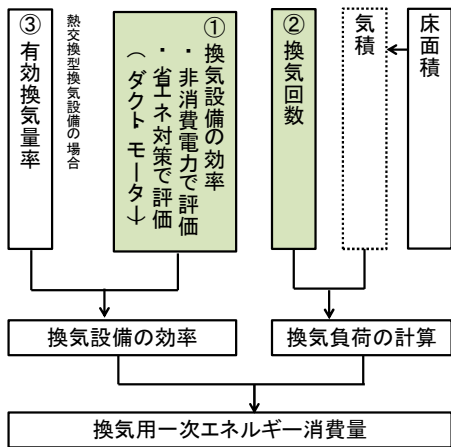 ③有効換気量率
熱交換型換気設備の場合
①換気設備の効率
・非消費電力で評価
・省エネ対策で評価
(ダクト・モーター)
②換気回数
気積
床面積
換気設備の効率
換気負荷の計算
換気用一次エネルギー消費量